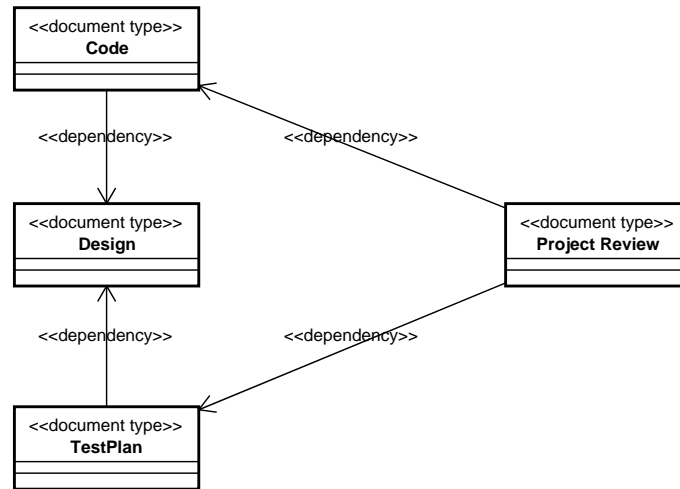 <<document type>>
Code
<<dependency>>
<<dependency>>
<<document type>>
Design
<<document type>>
Project Review
<<dependency>>
<<dependency>>
<<document type>>
TestPlan